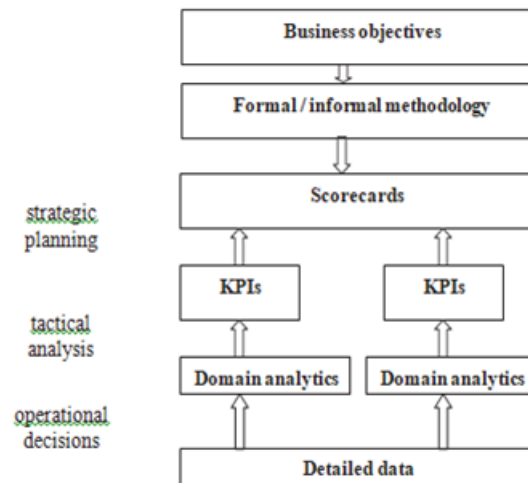 Business objectives
Formal / informal methodology
Scorecards
strategic
planning
KPIs
KPIs
tactical
analysis
Domain analytics
Domain analytics
operational
decisions
Detailed data